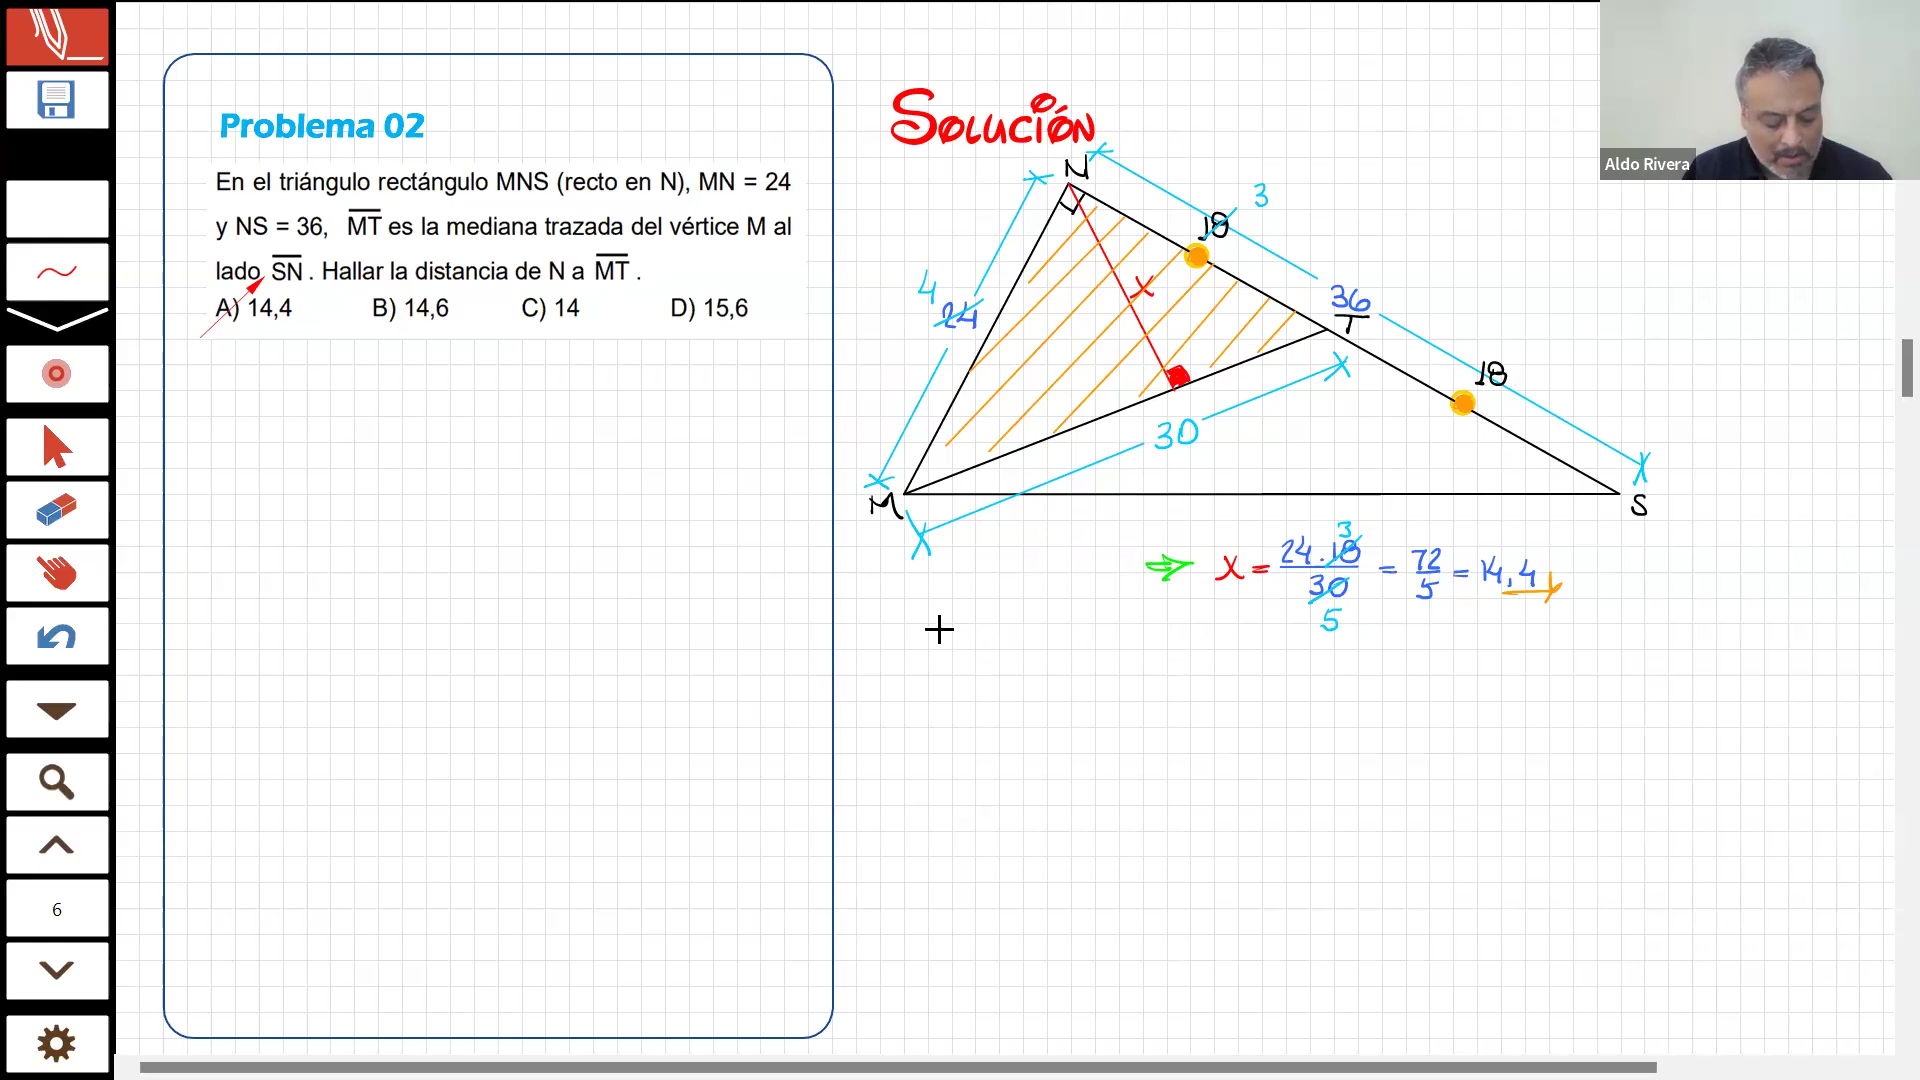 Problema 02
En el triángulo rectángulo MNS (recto en N), MN = 24
y NS = 36, MT es la mediana trazada del vértice M al
lado SN . Hallar la distancia de N a MT .
A) 14,4 B) 14,6 C) 14 D) 15,6
SOLUCIÓN
N
18 3
4
24
x
36
T
18
30
M
S
x = 24.18 / 30 = 72 / 5 = 14,4
3
5
Aldo Rivera
6